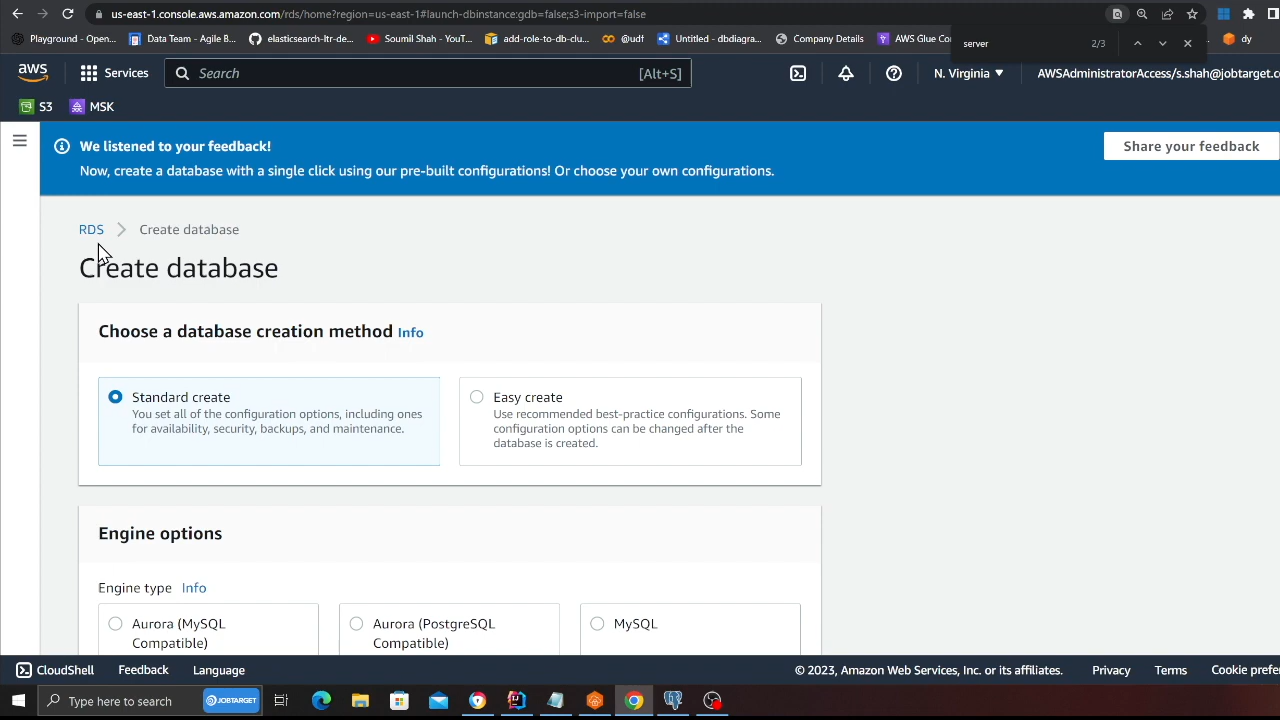 us-east-1.console.aws.amazon.com/rds/home?region=us-east-1#launch-dbinstance:gdb=false;s3-import=false
Playground - Open...
Data Team - Agile B...
elasticsearch-ltr-de...
Soumil Shah - YouT...
add-role-to-db-clu...
@udf
Untitled - dbdiagra...
Company Details
AWS Glue Co
dy
server
2/3
aws
Services
Search
[Alt+S]
N. Virginia
AWSAdministratorAccess/s.shah@jobtarget.co
S3
MSK
We listened to your feedback!
Now, create a database with a single click using our pre-built configurations! Or choose your own configurations.
Share your feedback
RDS
Create database
Create database
Choose a database creation method Info
Standard create
You set all of the configuration options, including ones
for availability, security, backups, and maintenance.
Easy create
Use recommended best-practice configurations. Some
configuration options can be changed after the
database is created.
Engine options
Engine type Info
Aurora (MySQL
Compatible)
Aurora (PostgreSQL
Compatible)
MySQL
CloudShell
Feedback
Language
© 2023, Amazon Web Services, Inc. or its affiliates.
Privacy
Terms
Cookie prefe
Type here to search
JOBTARGET